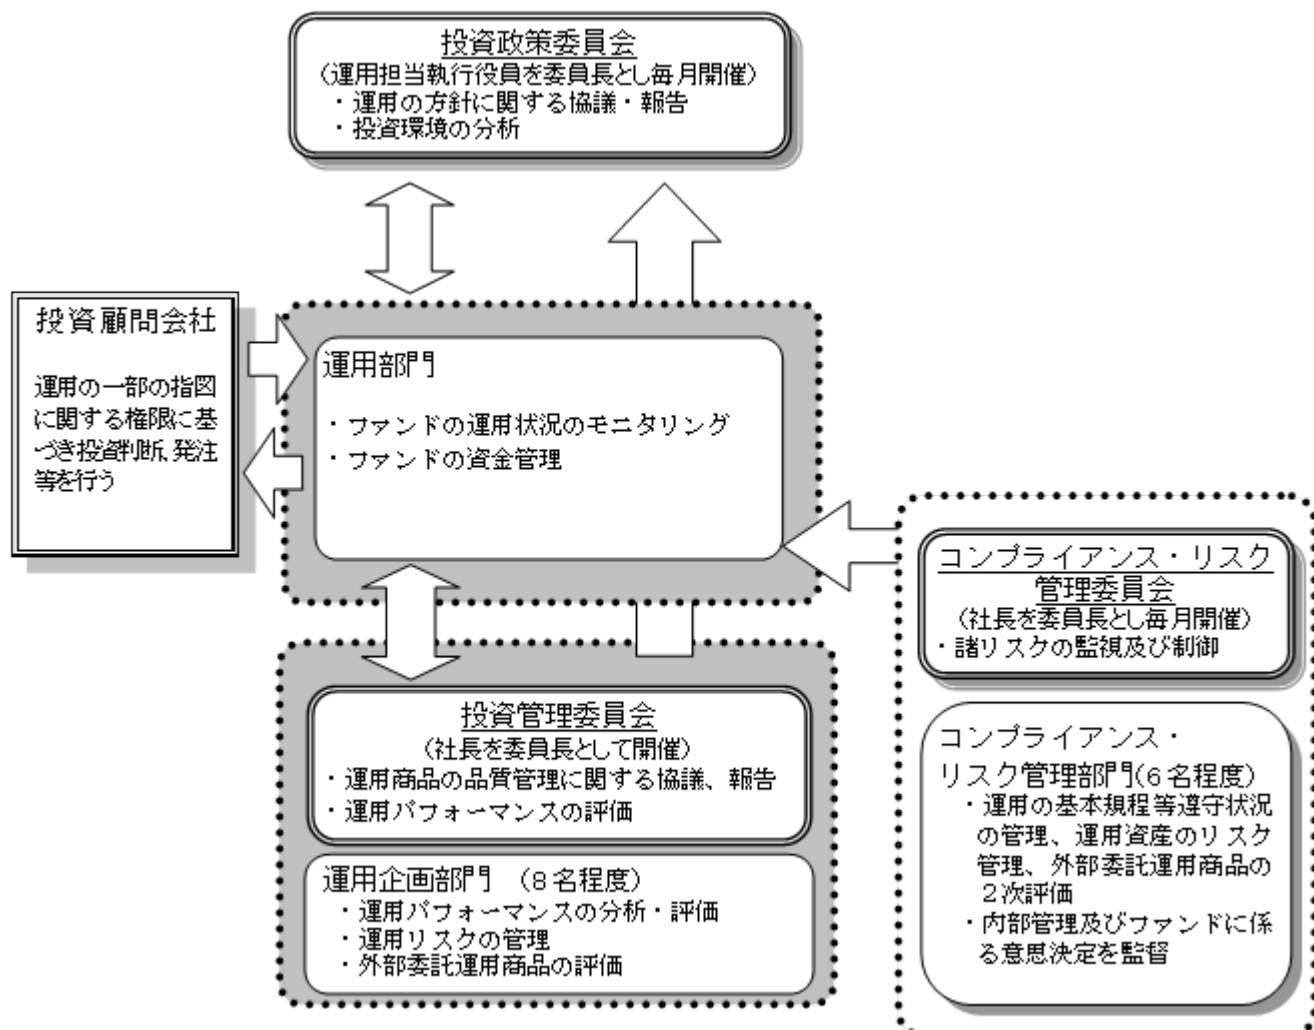 投資政策委員会
(運用担当執行役員を委員長とし毎月開催)
・運用の方針に関する協議・報告
・投資環境の分析
投資顧問会社
運用の一部の指図
に関する権限に基
づき投資判断、発注
等を行う
運用部門
・ファンドの運用状況のモニタリング
・ファンドの資金管理
コンプライアンス・リスク
管理委員会
(社長を委員長とし毎月開催)
・諸リスクの監視及び制御
投資管理委員会
(社長を委員長として開催)
・運用商品の品質管理に関する協議、報告
・運用パフォーマンスの評価
運用企画部門 (8名程度)
・運用パフォーマンスの分析・評価
・運用リスクの管理
・外部委託運用商品の評価
コンプライアンス・
リスク管理部門(6名程度)
・運用の基本規程等遵守状況
の管理、運用資産のリスク
管理、外部委託運用商品の
2次評価
・内部管理及びファンドに係
る意思決定を監督